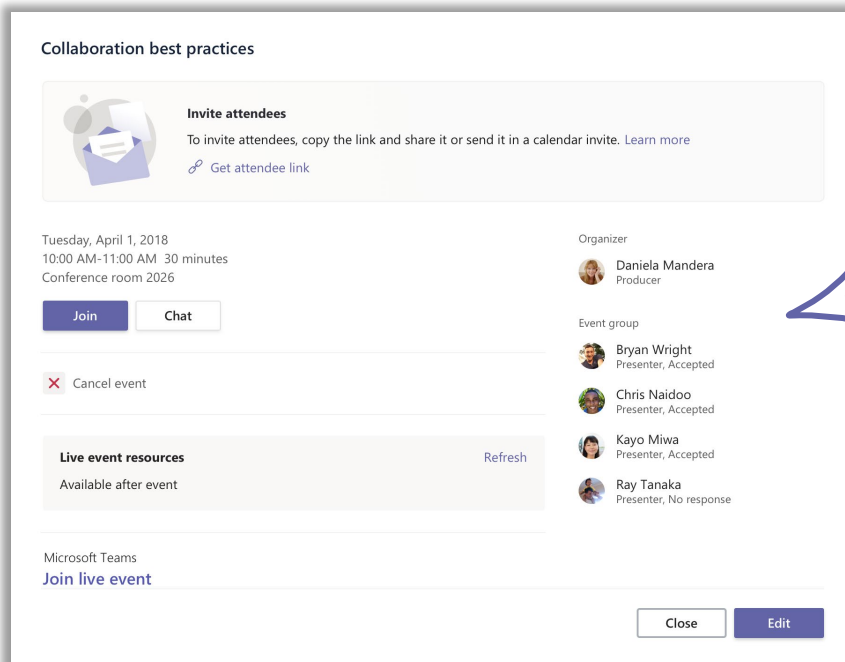 Collaboration best practices
Invite attendees
To invite attendees, copy the link and share it or send it in a calendar invite. Learn more
Get attendee link
Tuesday, April 1, 2018
10:00 AM-11:00 AM 30 minutes
Conference room 2026
Join
Chat
Cancel event
Live event resources
Refresh
Available after event
Microsoft Teams
Join live event
Organizer
Daniela Mandera
Producer
Event group
Bryan Wright
Presenter, Accepted
Chris Naidoo
Presenter, Accepted
Kayo Miwa
Presenter, Accepted
Ray Tanaka
Presenter, No response
Close
Edit